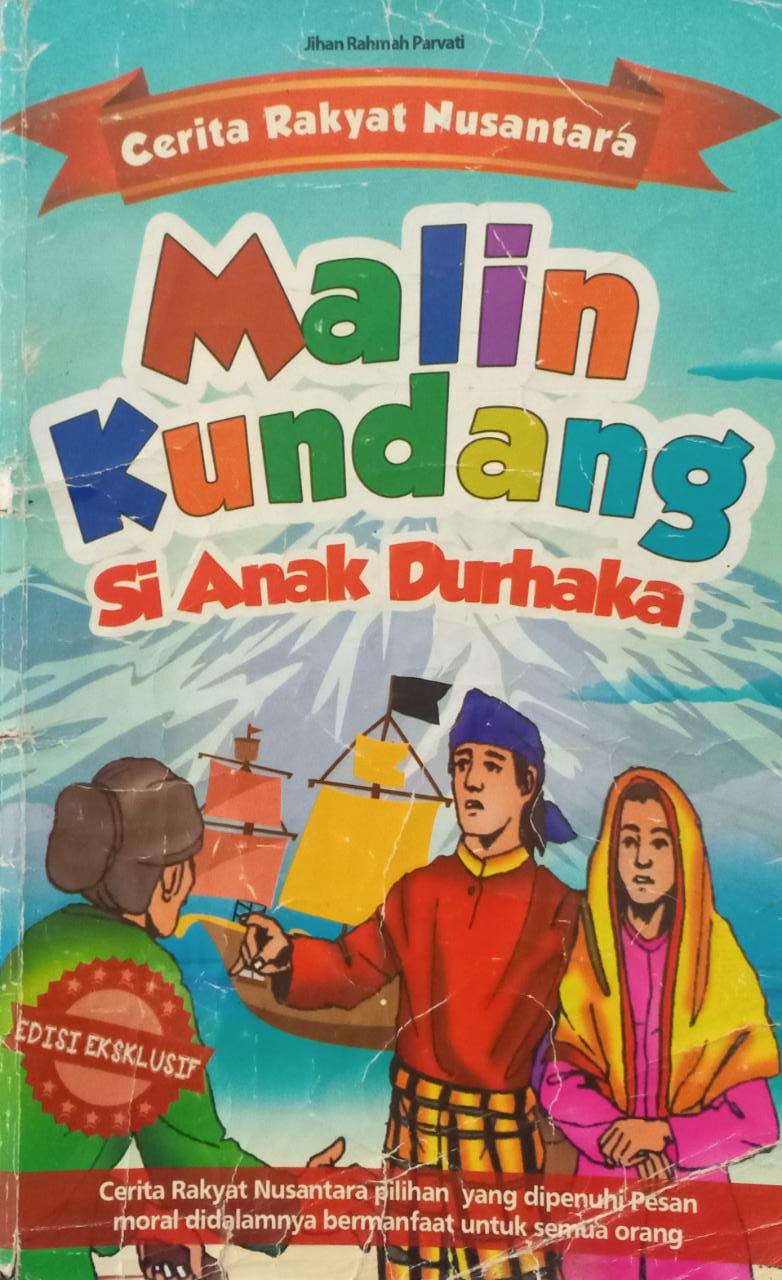 Jihan Rahmah Parvati
Cerita Rakyat Nusantara
Malin
Kundang
Si Anak Durhaka
EDISI EKSKLUSIF
Cerita Rakyat Nusantara pilihan yang dipenuhi Pesan
moral didalamnya bermanfaat untuk semua orang